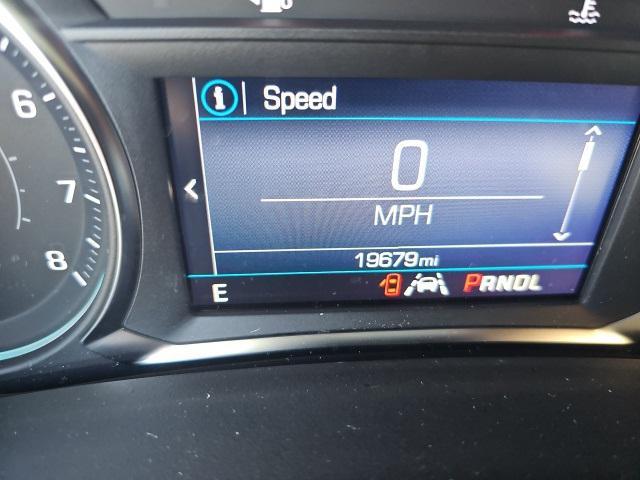 6
7
8
i Speed
0
MPH
19679mi
E PRNDL